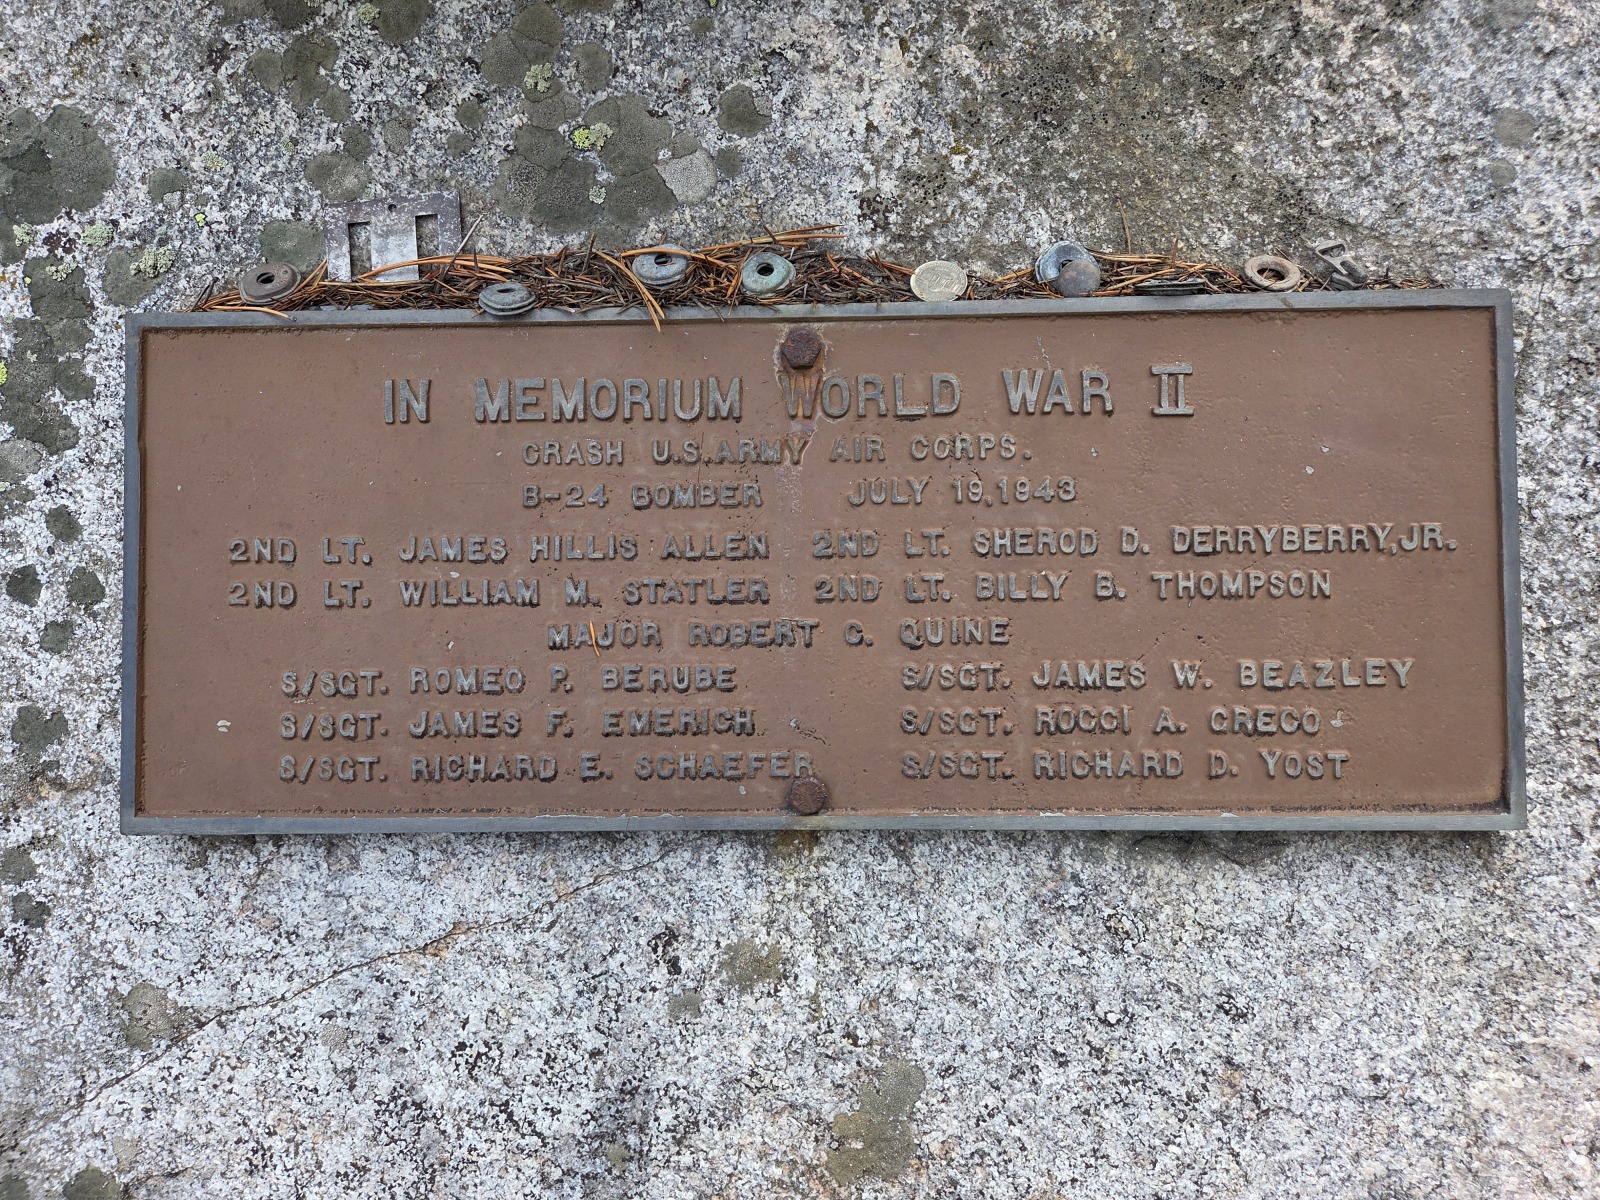 IN MEMORIUM WORLD WAR II
CRASH U.S. ARMY AIR CORPS.
B-24 BOMBER JULY 19, 1943
2ND LT. JAMES HILLIS ALLEN 2ND LT. SHEROD D. DERRYBERRY, JR.
2ND LT. WILLIAM M. STATLER 2ND LT. BILLY B. THOMPSON
MAJOR ROBERT C. QUINE
S/SGT. ROMEO P. BERUBE S/SGT. JAMES W. BEAZLEY
S/SGT. JAMES F. EMERICH S/SGT. ROCCI A. GRECO
S/SGT. RICHARD E. SCHAEFER S/SGT. RICHARD D. YOST